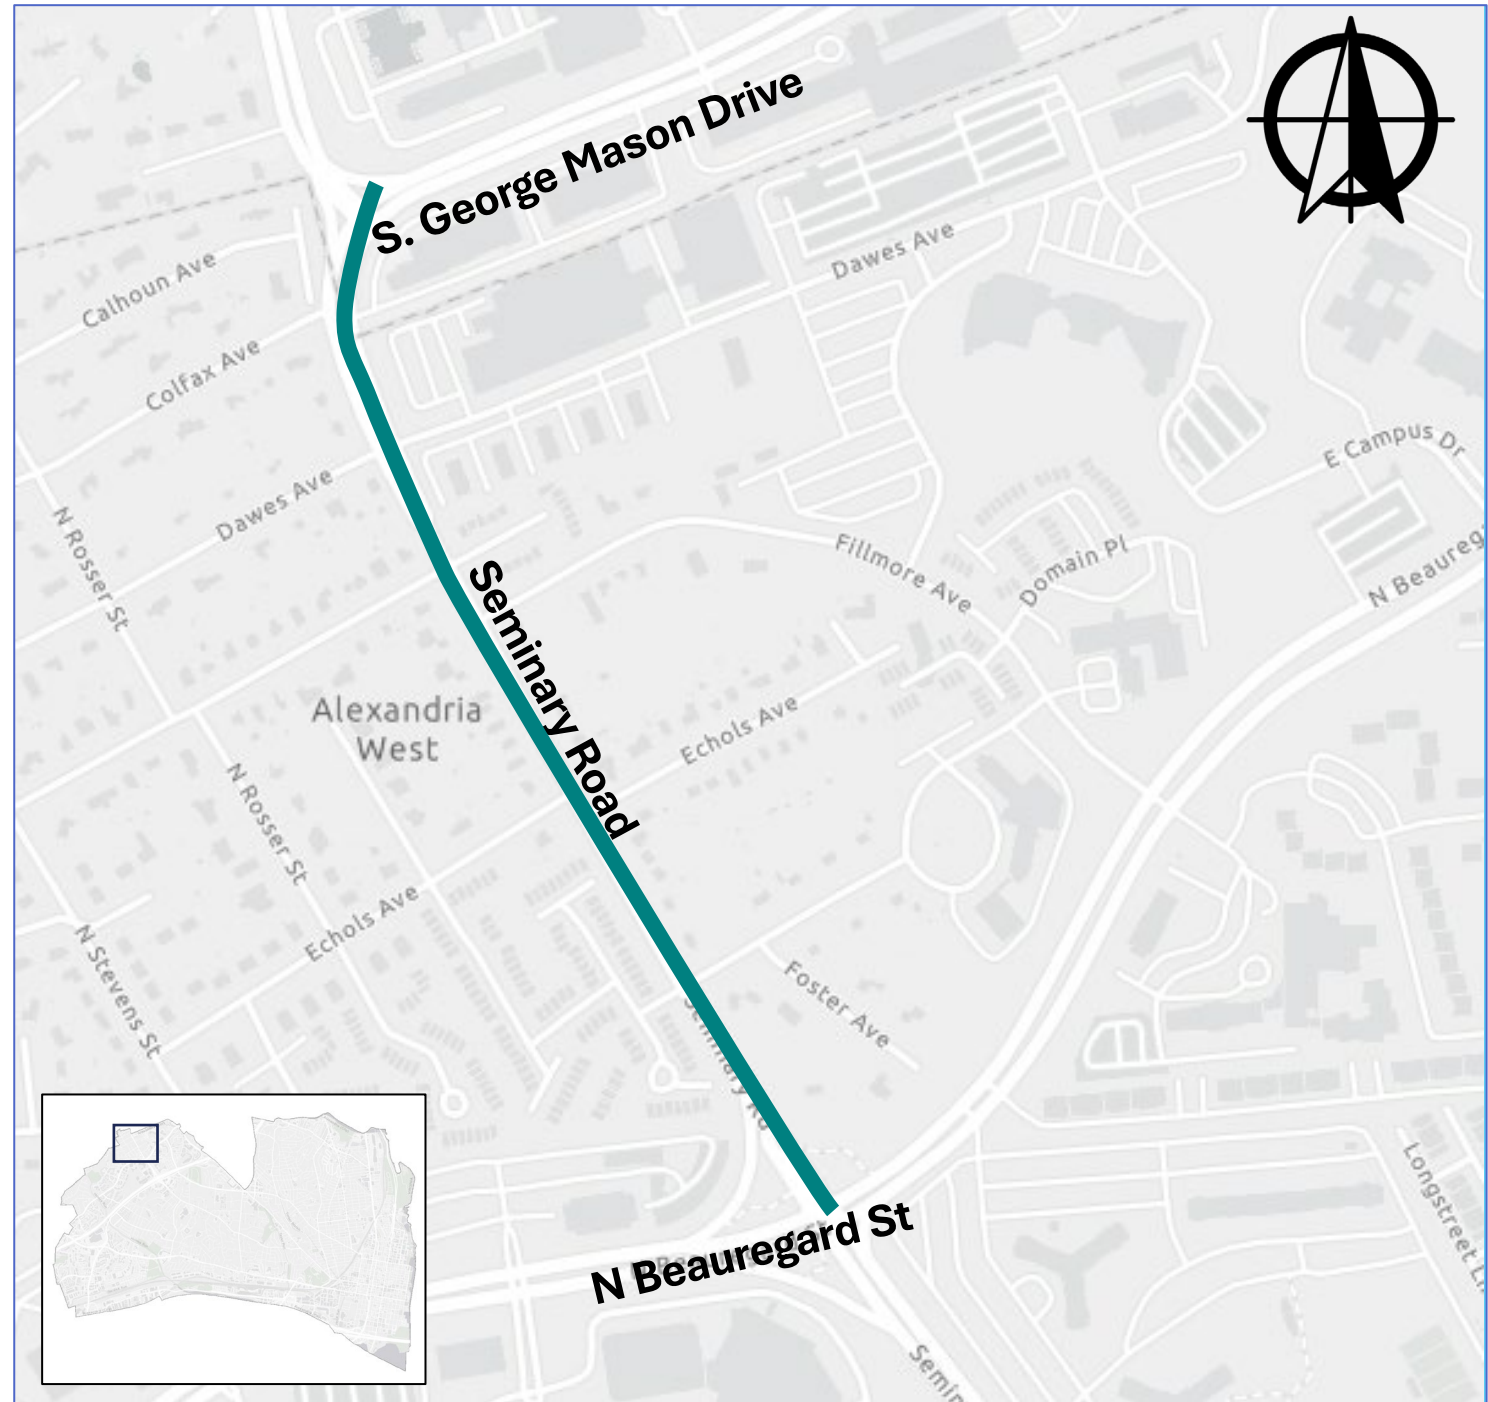 S. George Mason Drive
Calhoun Ave
Dawes Ave
Colfax Ave
E Campus Dr
Dawes Ave
N Rosser St
Fillmore Ave
Domain Pl
Seminary Road
Alexandria
West
Echols Ave
N Rosser St
Echols Ave
N Stevens St
Foster Ave
Seminary Rd
N Beauregard St
Longstreet